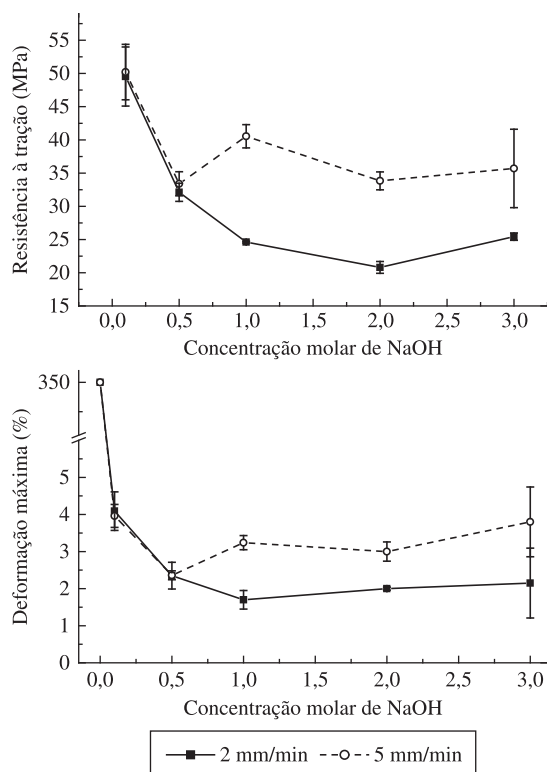 55
50
45
40
35
30
25
20
15
Resistência à tração (MPa)
0,0 0,5 1,0 1,5 2,0 2,5 3,0
Concentração molar de NaOH
350
5
4
3
2
1
0
Deformação máxima (%)
0,0 0,5 1,0 1,5 2,0 2,5 3,0
Concentração molar de NaOH
2 mm/min 5 mm/min